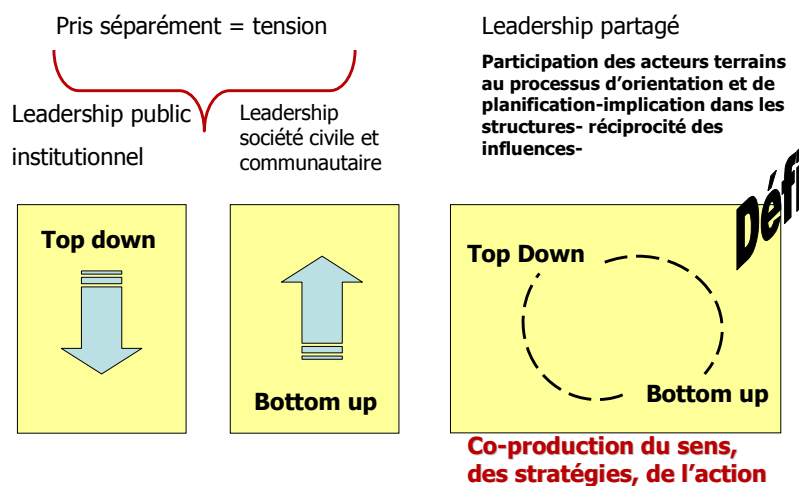 Pris séparément = tension
Leadership public
institutionnel
Leadership
société civile et
communautaire
Leadership partagé
Participation des acteurs terrains
au processus d'orientation et de
planification-implication dans les
structures- réciprocité des
influences-
Top down
Bottom up
Défi
Top Down
Bottom up
Co-production du sens,
des stratégies, de l'action